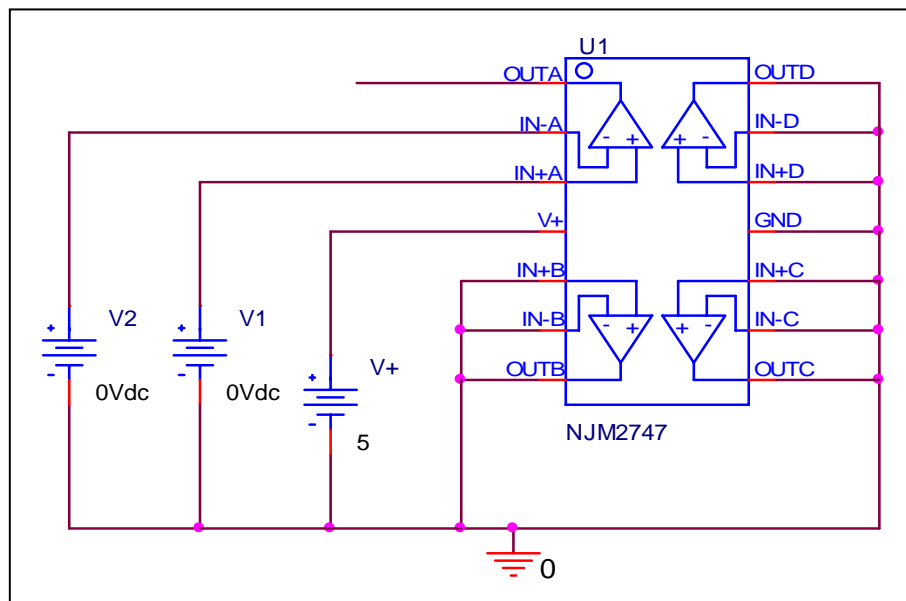 U1
OUTA
OUTD
IN-A
IN-D
- +
+ -
IN+A
IN+D
V+
GND
IN+B
IN+C
V2
V1
IN-B
IN-C
- +
+ -
+
+
V+
OUTB
OUTC
-
-
0Vdc
0Vdc
+
-
5
NJM2747
0